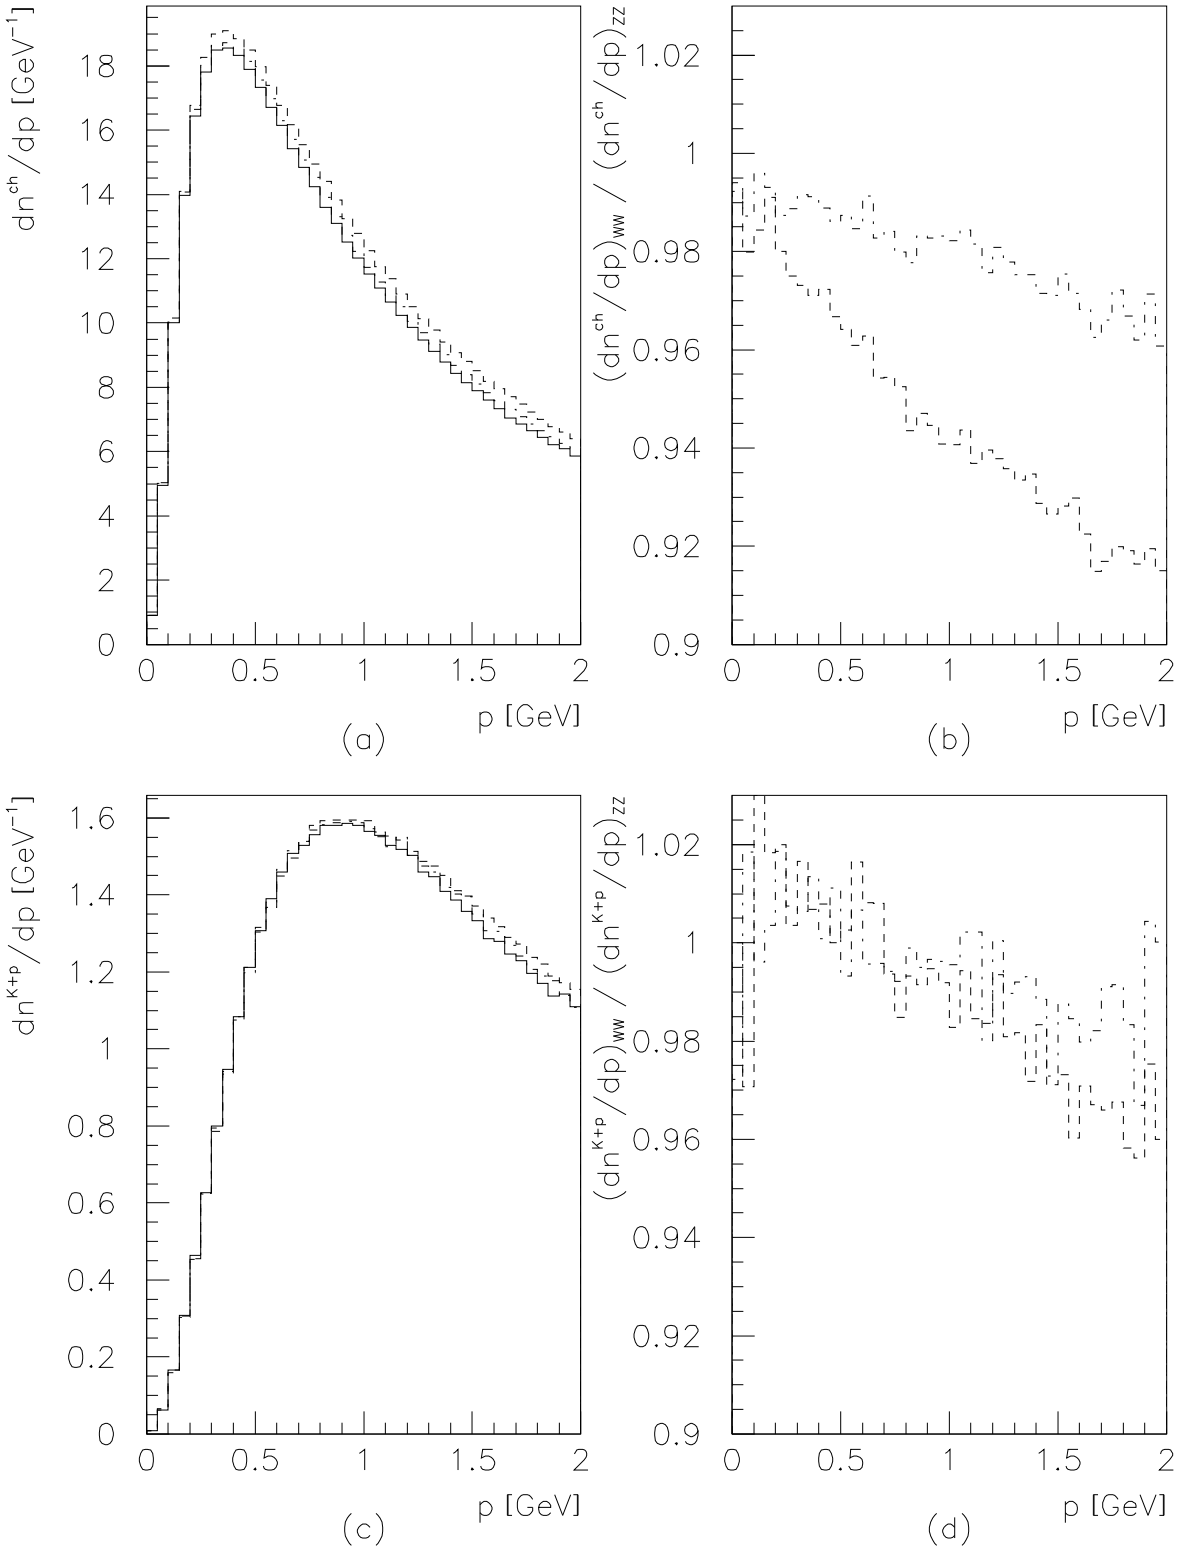 dn^ch/dp [GeV^−1]
18
16
14
12
10
8
6
4
2
0
0 0.5 1 1.5 2
p [GeV]
(a)
(dn^ch/dp)_WW / (dn^ch/dp)_ZZ
1.02
1
0.98
0.96
0.94
0.92
0.9
0 0.5 1 1.5 2
p [GeV]
(b)
dn^K+p/dp [GeV^−1]
1.6
1.4
1.2
1
0.8
0.6
0.4
0.2
0
0 0.5 1 1.5 2
p [GeV]
(c)
(dn^K+p/dp)_WW / (dn^K+p/dp)_ZZ
1.02
1
0.98
0.96
0.94
0.92
0.9
0 0.5 1 1.5 2
p [GeV]
(d)